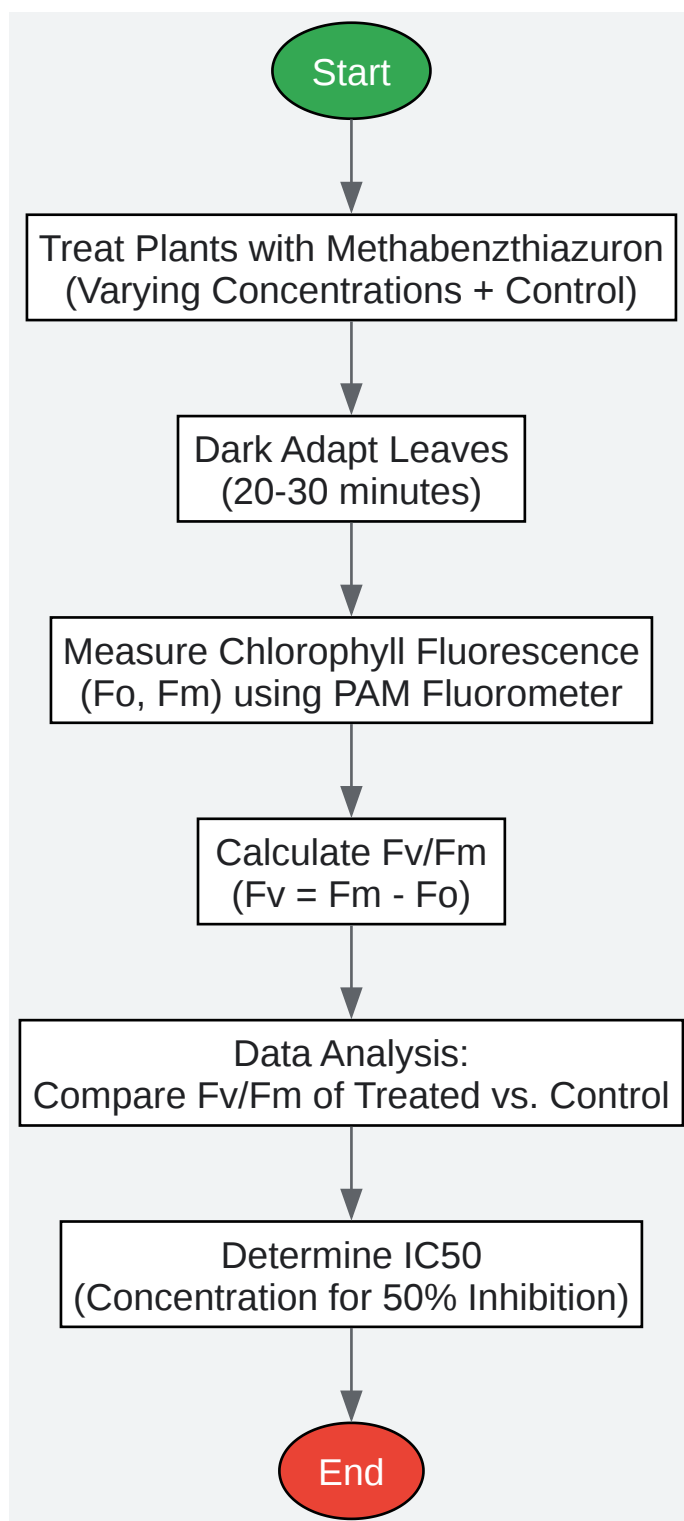 Start
Treat Plants with Methabenzthiazuron
(Varying Concentrations + Control)
Dark Adapt Leaves
(20-30 minutes)
Measure Chlorophyll Fluorescence
(Fo, Fm) using PAM Fluorometer
Calculate Fv/Fm
(Fv = Fm - Fo)
Data Analysis:
Compare Fv/Fm of Treated vs. Control
Determine IC50
(Concentration for 50% Inhibition)
End